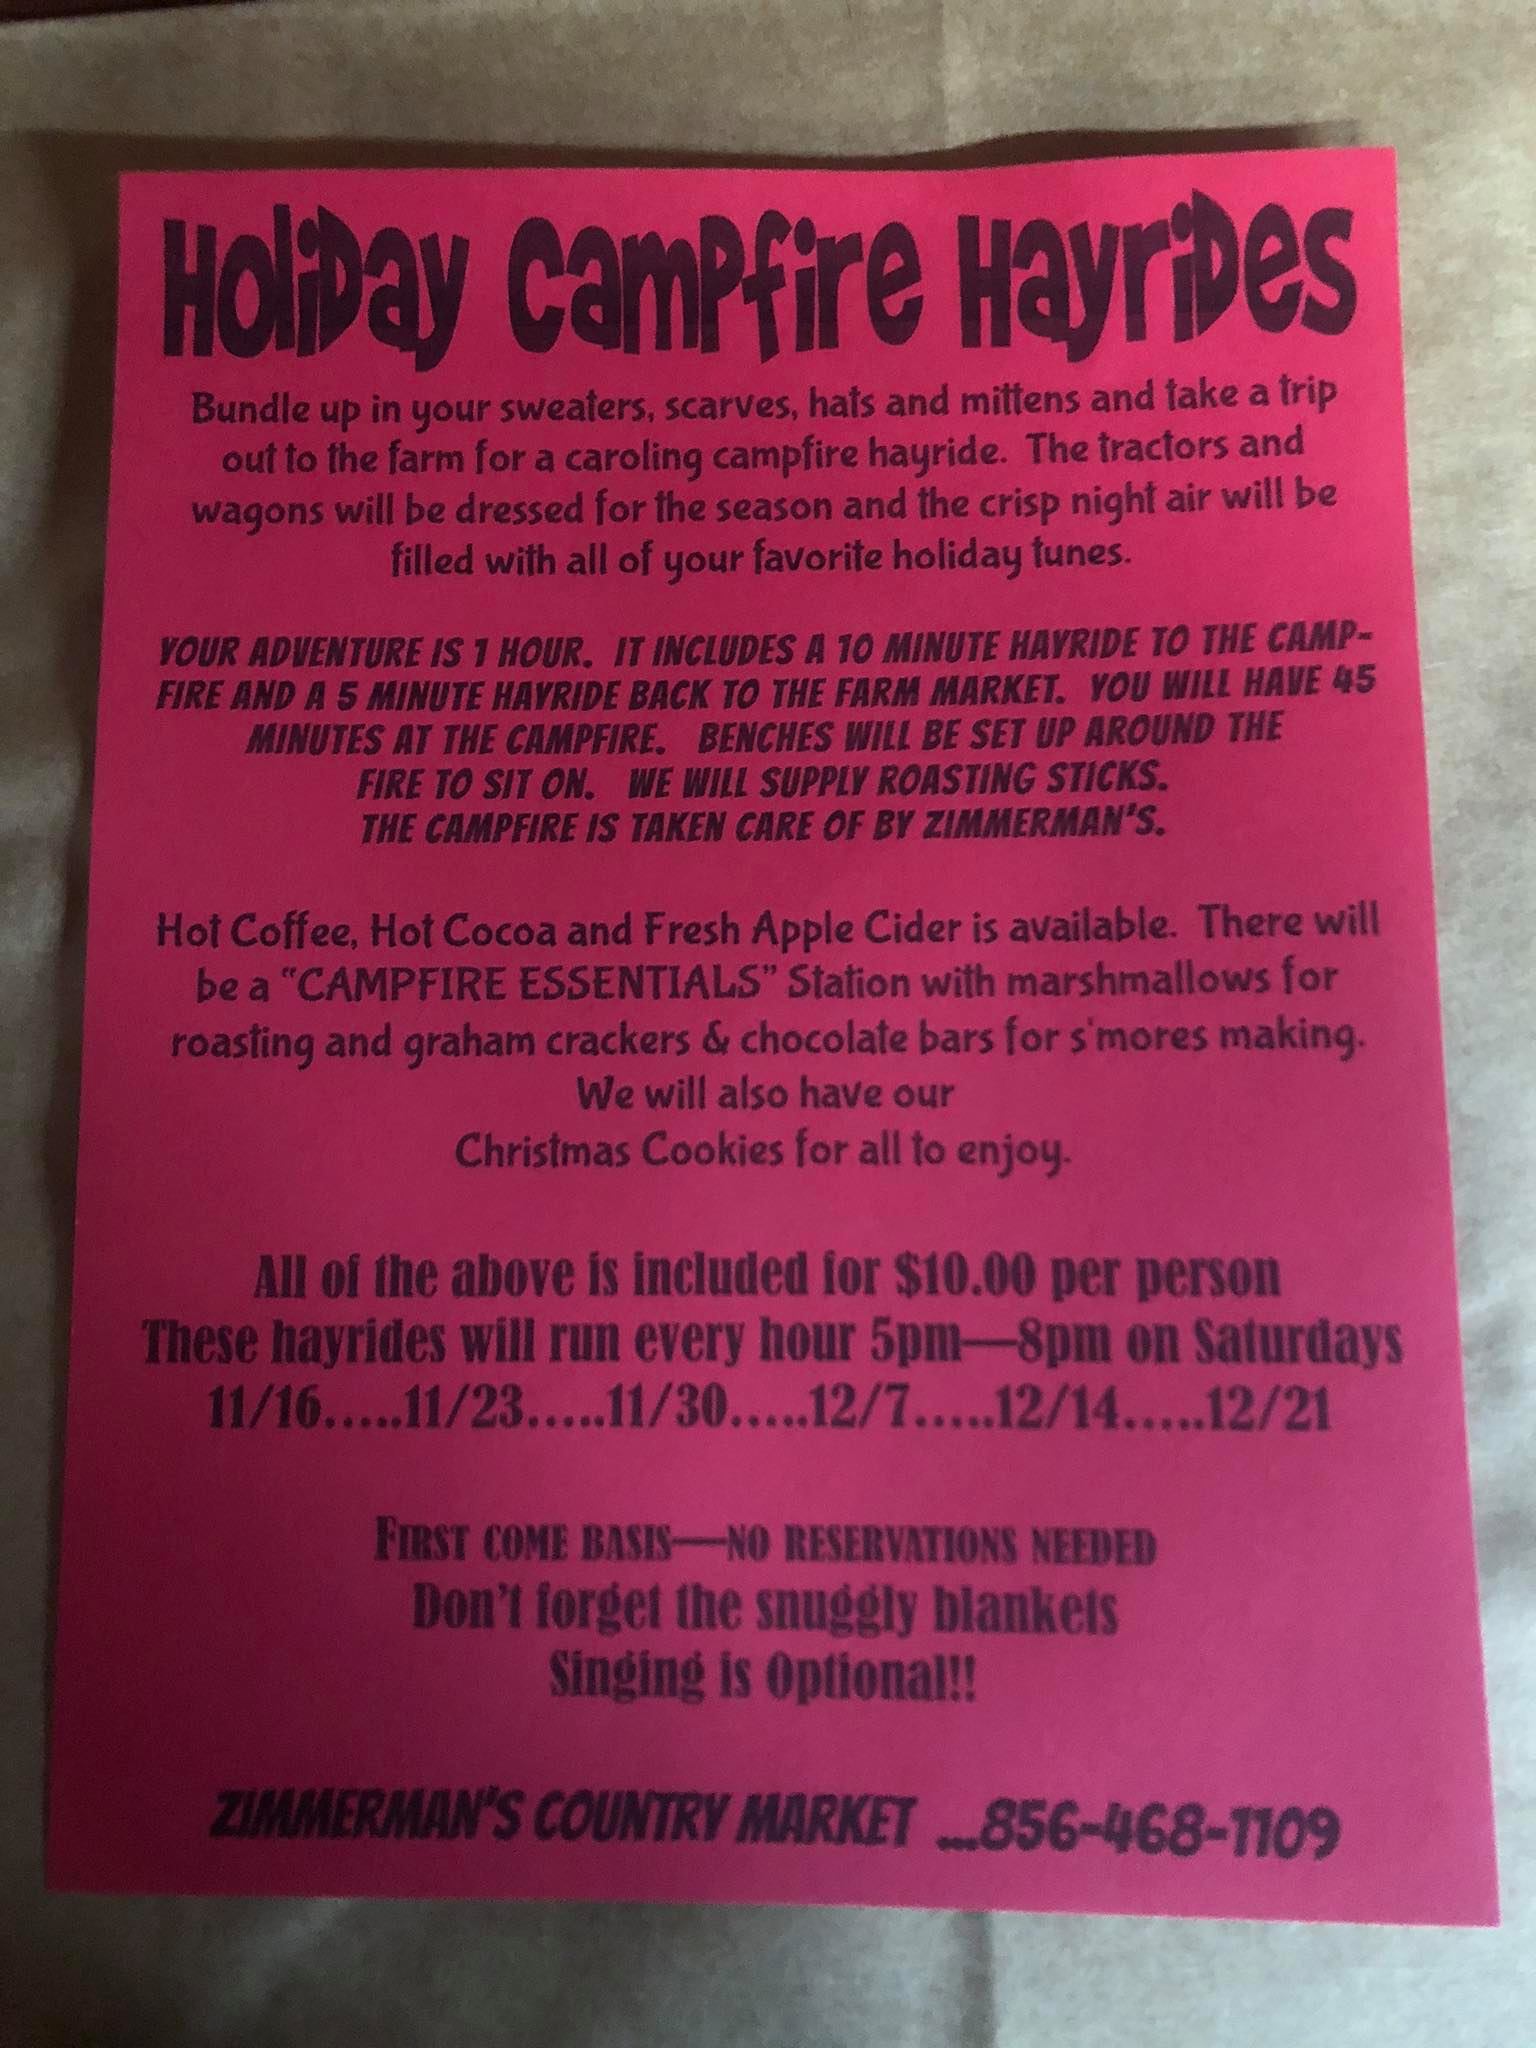 Holiday Campfire Hayrides
Bundle up in your sweaters, scarves, hats and mittens and take a trip
out to the farm for a caroling campfire hayride. The tractors and
wagons will be dressed for the season and the crisp night air will be
filled with all of your favorite holiday tunes.
YOUR ADVENTURE IS 1 HOUR. IT INCLUDES A 10 MINUTE HAYRIDE TO THE CAMP-
FIRE AND A 5 MINUTE HAYRIDE BACK TO THE FARM MARKET. YOU WILL HAVE 45
MINUTES AT THE CAMPFIRE. BENCHES WILL BE SET UP AROUND THE
FIRE TO SIT ON. WE WILL SUPPLY ROASTING STICKS.
THE CAMPFIRE IS TAKEN CARE OF BY ZIMMERMAN'S.
Hot Coffee, Hot Cocoa and Fresh Apple Cider is available. There will
be a “CAMPFIRE ESSENTIALS” Station with marshmallows for
roasting and graham crackers & chocolate bars for s'mores making.
We will also have our
Christmas Cookies for all to enjoy.
All of the above is included for $10.00 per person
These hayrides will run every hour 5pm—8pm on Saturdays
11/16.....11/23.....11/30.....12/7.....12/14.....12/21
FIRST COME BASIS—NO RESERVATIONS NEEDED
Don't forget the snuggly blankets
Singing is Optional!!
ZIMMERMAN'S COUNTRY MARKET ...856-468-1109